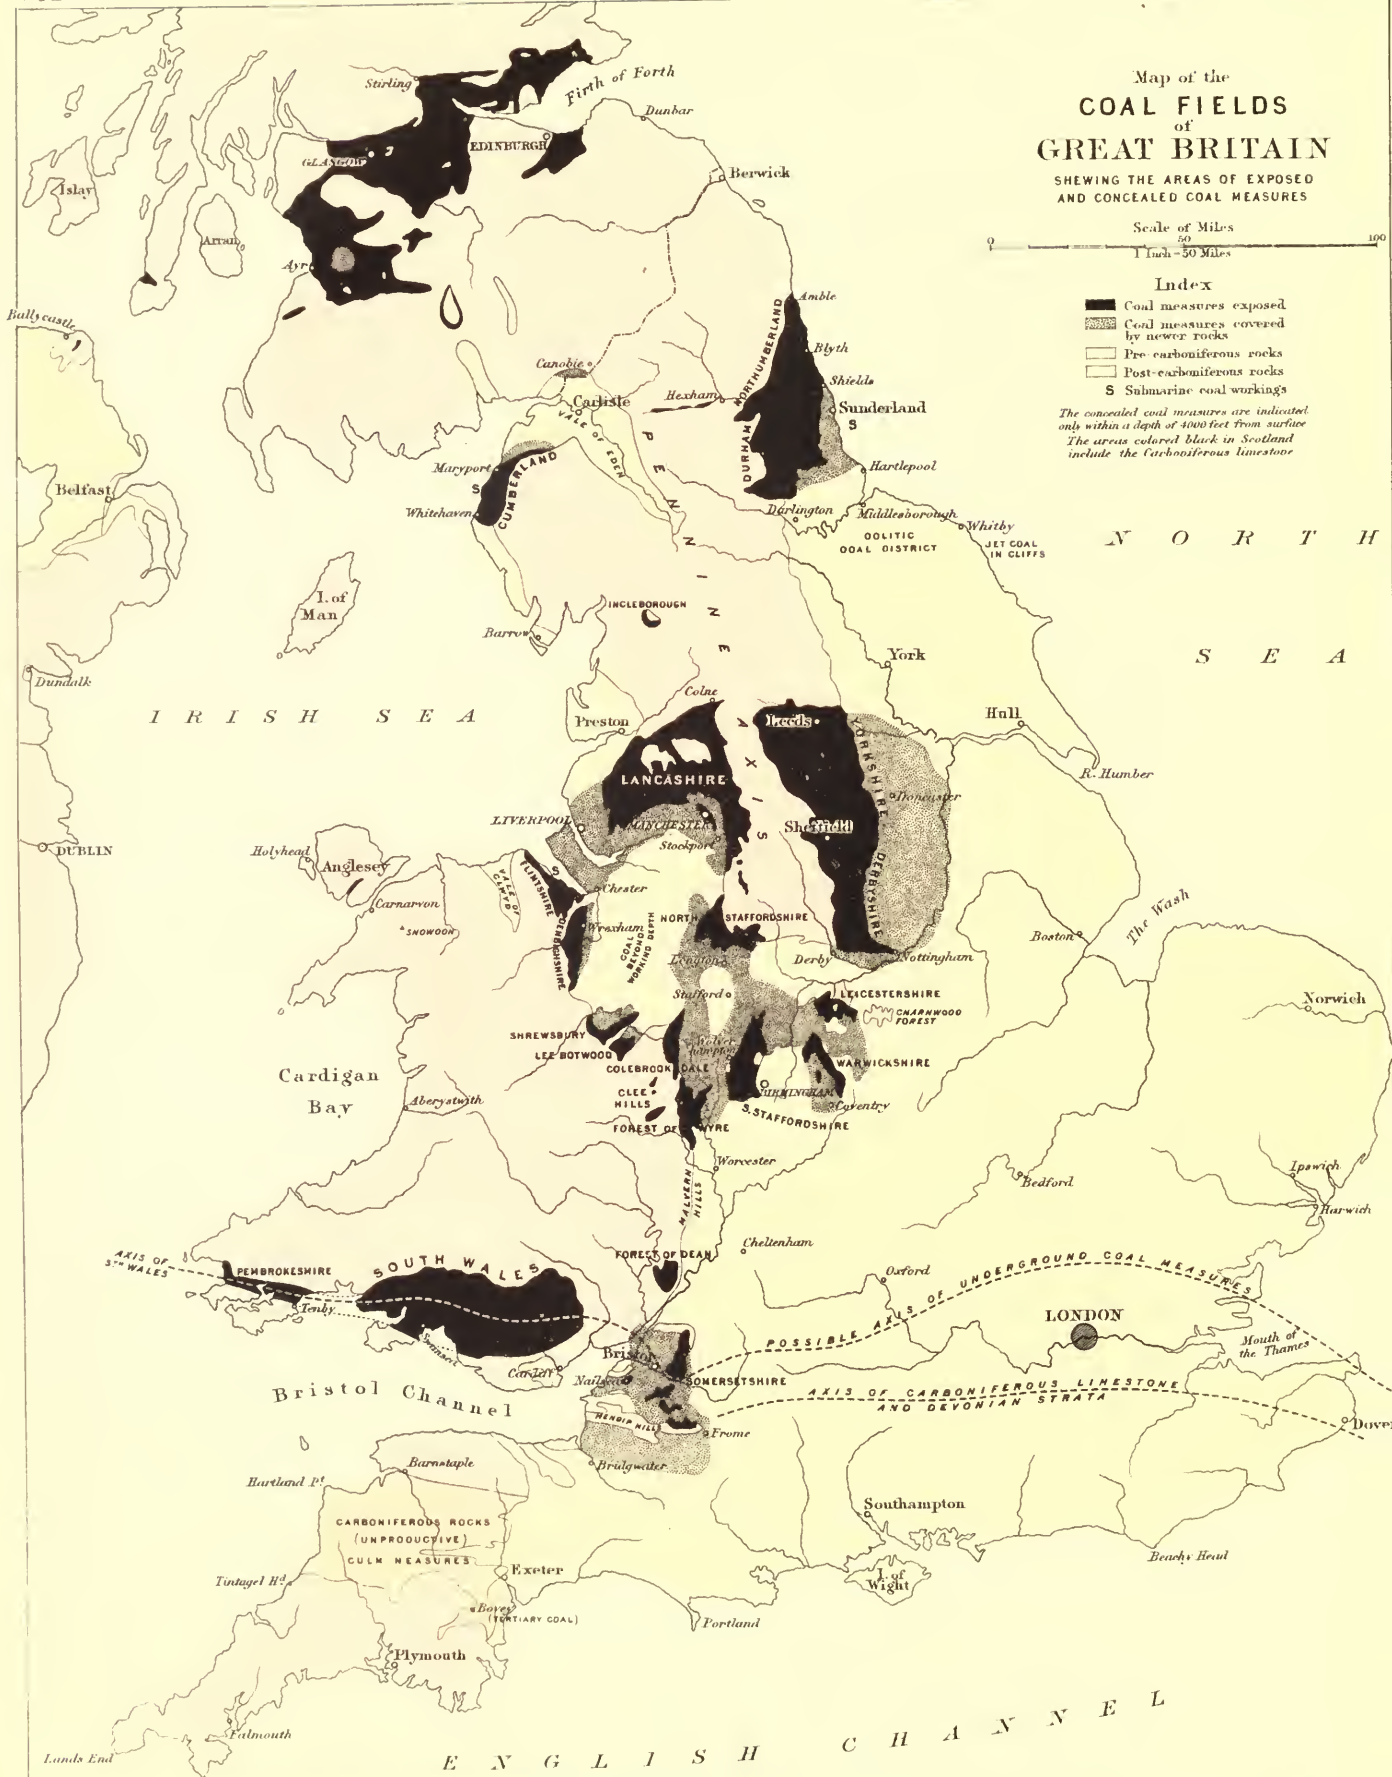 Map of the
COAL FIELDS
of
GREAT BRITAIN
SHEWING THE AREAS OF EXPOSED
AND CONCEALED COAL MEASURES
Scale of Miles
0 50 100
1 Inch = 50 Miles
Index
Coal measures exposed
Coal measures covered
by newer rocks
Pre-carboniferous rocks
Post-carboniferous rocks
S Submarine coal workings
The concealed coal measures are indicated
only within a depth of 4000 feet from surface
The areas colored black in Scotland
include the Carboniferous limestone
Stirling
Firth of Forth
Dunbar
EDINBURGH
GLASGOW
Berwick
Islay
Arran
Ayr
Amble
Ballycastle
NORTHUMBERLAND
Blyth
Canobie
Shields
Hexham
Carlisle
Sunderland
S
VALE OF EDEN
DURHAM
Maryport
CUMBERLAND
Hartlepool
S
Belfast
Whitehaven
Darlington
Middlesborough
Whitby
OOLITIC
COAL DISTRICT
JET COAL
IN CLIFFS
NORTH
SEA
PENNINE AXIS
I. of
Man
INGLEBOROUGH
Barrow
York
Dundalk
Colne
IRISH SEA
Preston
Leeds
Hull
LANCASHIRE
YORKSHIRE
R. Humber
Doncaster
LIVERPOOL
MANCHESTER
Sheffield
Stockport
DUBLIN
Holyhead
Anglesey
S
DERBYSHIRE
VALE OF
CLWYD
FLINTSHIRE
Chester
Carnarvon
SNOWDON
DENBIGHSHIRE
Wrexham
COAL
BEYOND
WORKING DEPTH
NORTH STAFFORDSHIRE
The Wash
Boston
Longton
Derby
Nottingham
Stafford
LEICESTERSHIRE
CHARNWOOD
FOREST
Norwich
SHREWSBURY
LEE BOTWOOD
Wolver
hampton
COLEBROOK DALE
WARWICKSHIRE
CLEE
HILLS
BIRMINGHAM
Coventry
S. STAFFORDSHIRE
FOREST OF WYRE
Cardigan
Bay
Aberystwith
Worcester
MALVERN
HILLS
Bedford
Ipswich
Harwich
Cheltenham
FOREST OF DEAN
AXIS OF
STH WALES
PEMBROKESHIRE
SOUTH WALES
Tenby
Swansea
Cardiff
Oxford
POSSIBLE AXIS OF UNDERGROUND COAL MEASURES
LONDON
Mouth of
the Thames
Bristol
Nailsea
SOMERSETSHIRE
AXIS OF CARBONIFEROUS LIMESTONE
AND DEVONIAN STRATA
Dover
Bristol Channel
MENDIP HILLS
Frome
Bridgwater
Barnstaple
Hartland Pt.
Southampton
CARBONIFEROUS ROCKS
(UNPRODUCTIVE)
CULM MEASURES
Beachy Head
Exeter
I. of
Wight
Tintagel Hd.
Bovey
(TERTIARY COAL)
Portland
Plymouth
Falmouth
Lands End
ENGLISH CHANNEL